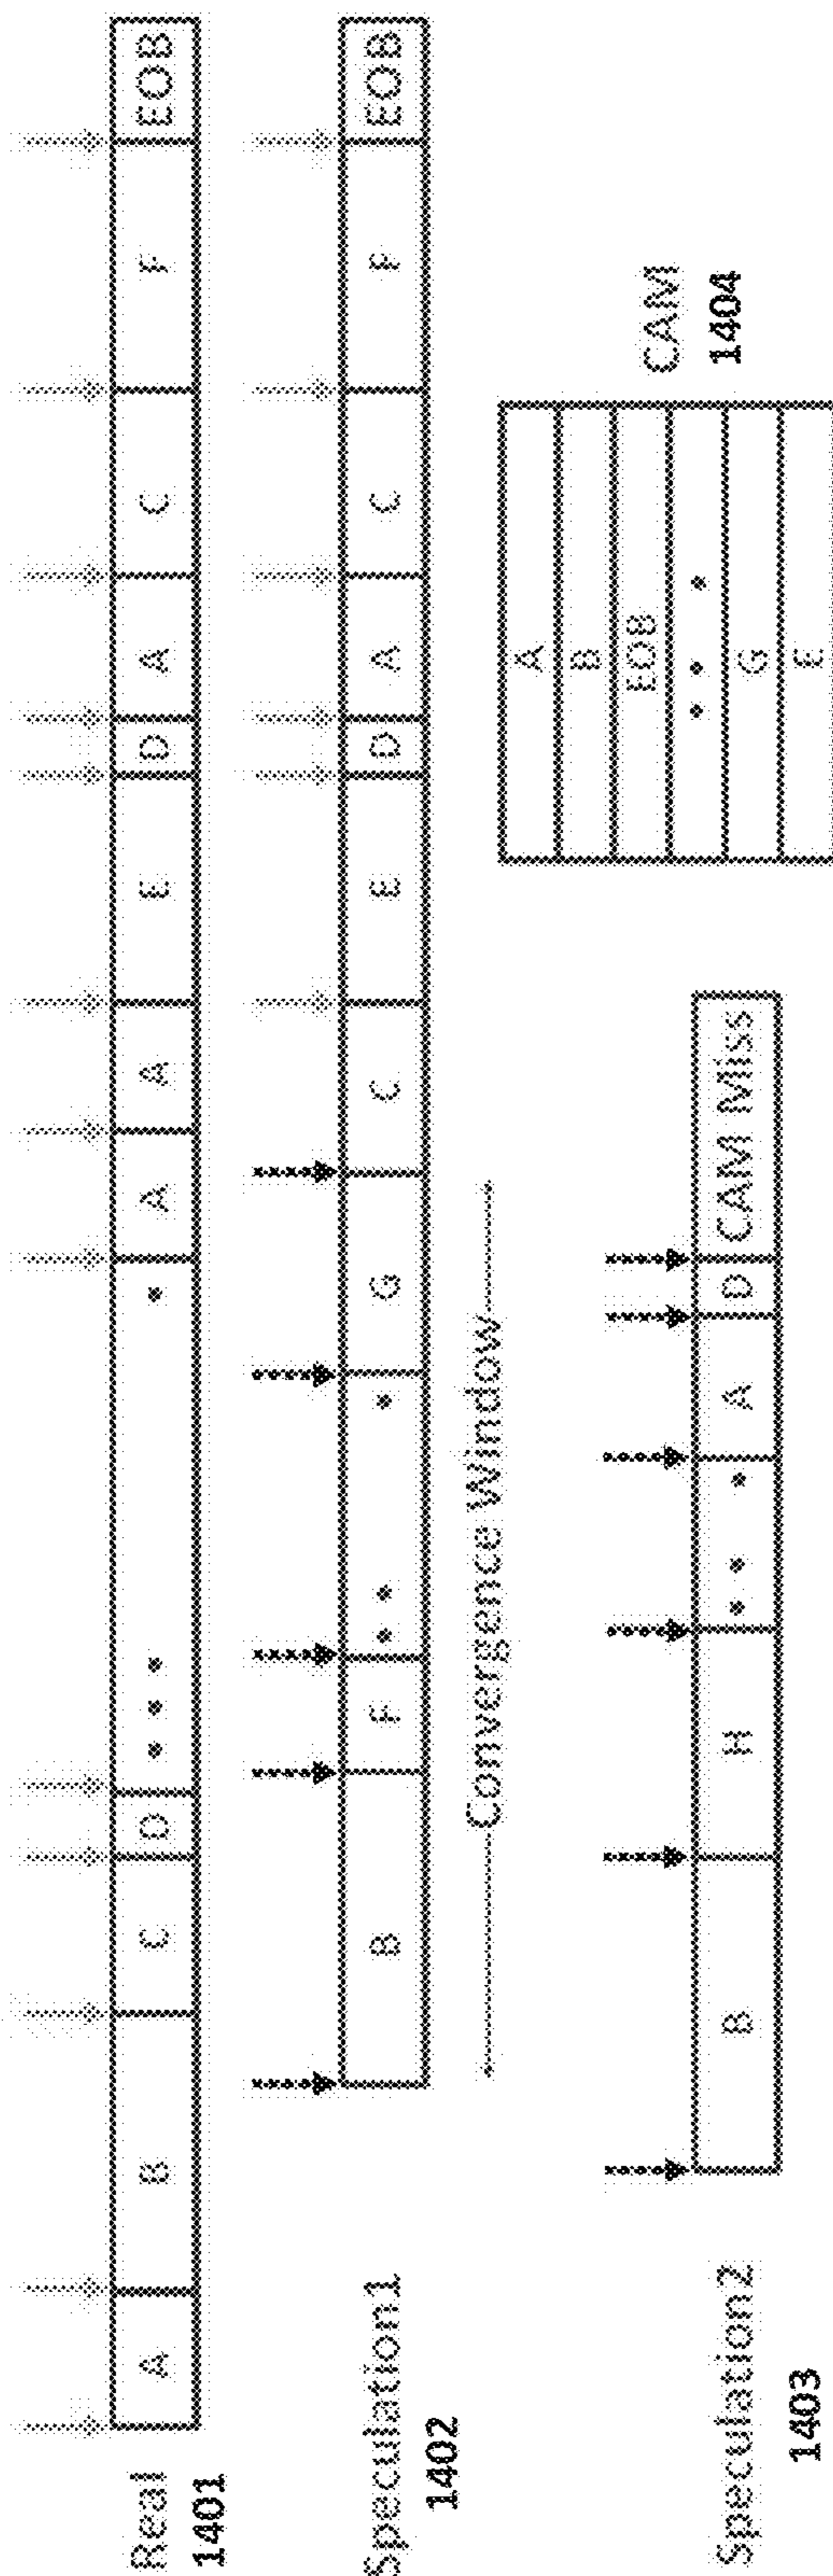 Real
1401
A B C D • • • A A E D A C F EOB
Speculation1
1402
B F • • • G C E D A C F EOB
Convergence Window
Speculation2
1403
B H • • • A D CAM Miss
A
B
EOB
• • •
G
E
CAM
1404